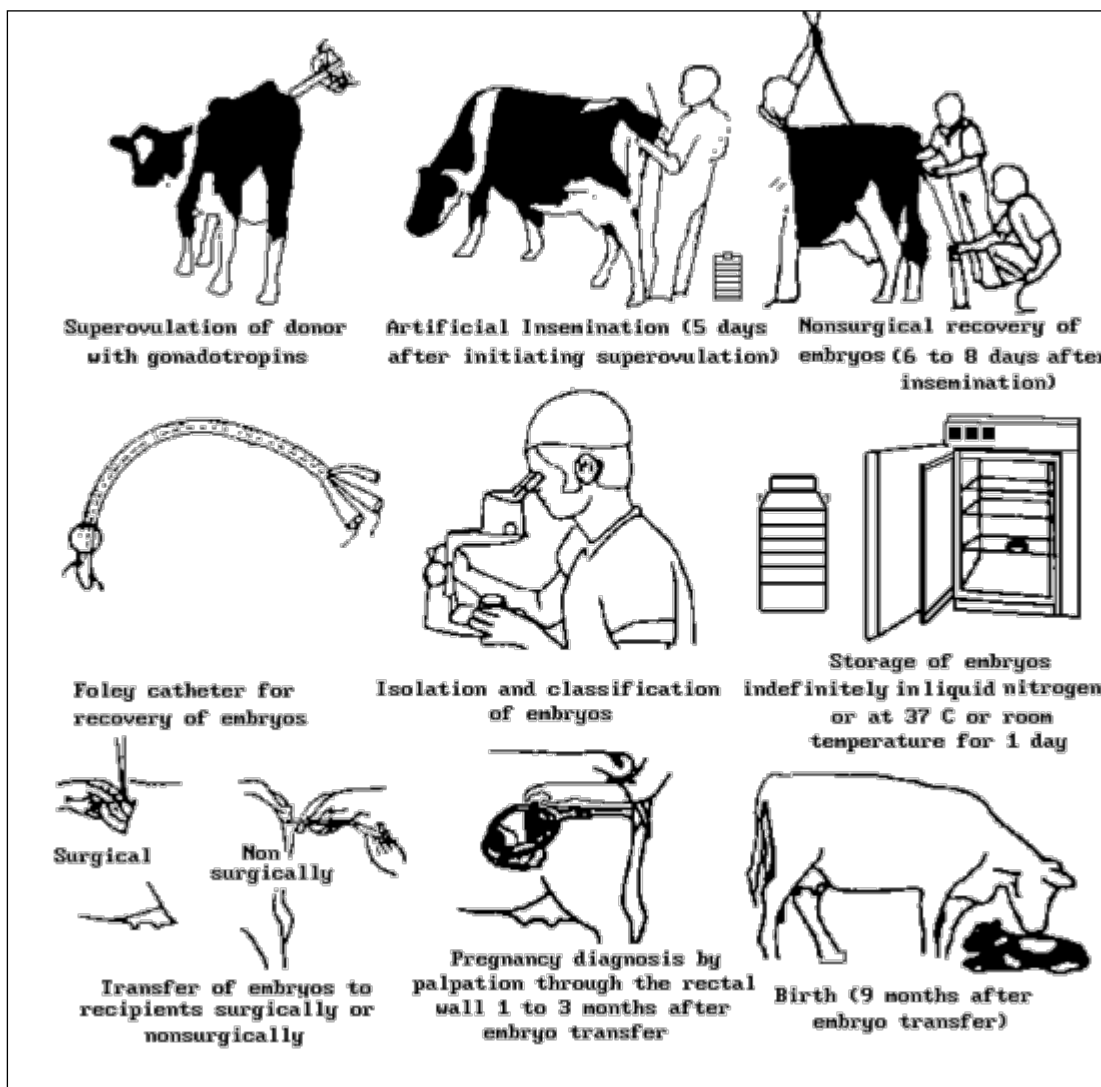 Superovulation of donor
with gonadotropins
Artificial Insemination (5 days
after initiating superovulation)
Nonsurgical recovery of
embryos (6 to 8 days after
insemination)
Foley catheter for
recovery of embryos
Isolation and classification
of embryos
Storage of embryos
indefinitely in liquid nitrogen
or at 37 C or room
temperature for 1 day
Surgical
Non
surgically
Transfer of embryos to
recipients surgically or
nonsurgically
Pregnancy diagnosis by
palpation through the rectal
wall 1 to 3 months after
embryo transfer
Birth (9 months after
embryo transfer)